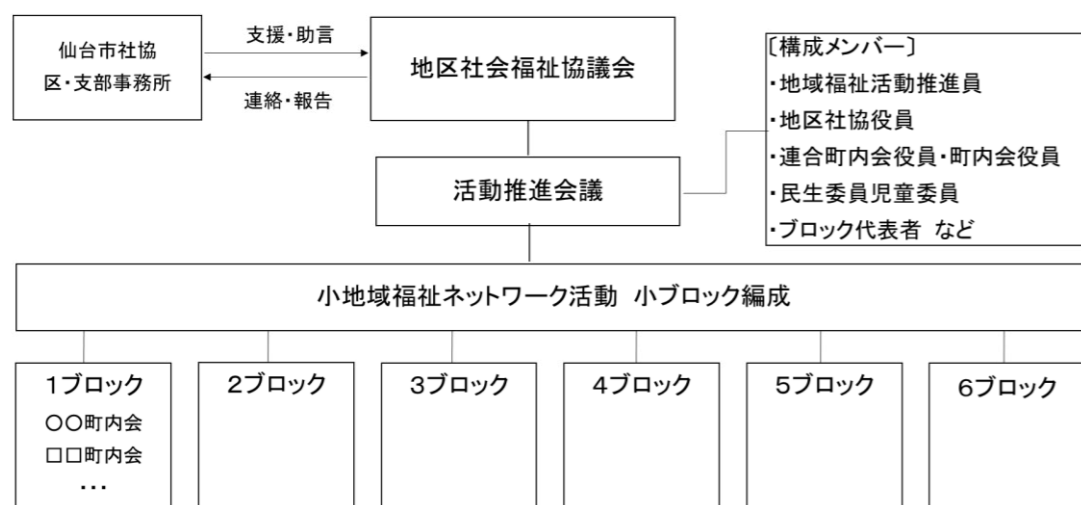 仙台市社協
区・支部事務所
支援・助言
連絡・報告
地区社会福祉協議会
〔構成メンバー〕
・地域福祉活動推進員
・地区社協役員
・連合町内会役員・町内会役員
・民生委員児童委員
・ブロック代表者 など
活動推進会議
小地域福祉ネットワーク活動 小ブロック編成
1ブロック
○○町内会
□□町内会
・・・
2ブロック
3ブロック
4ブロック
5ブロック
6ブロック